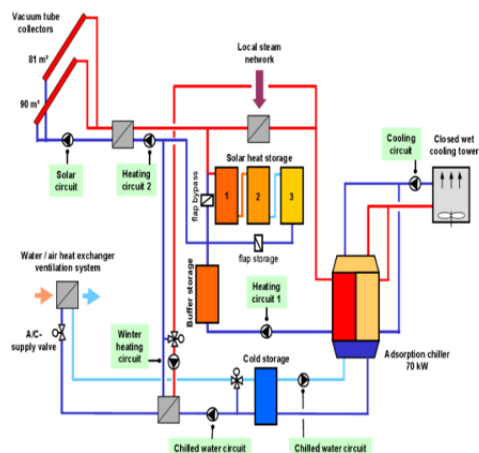 Vacuum tube
collectors
81 m²
90 m²
Local steam
network
Cooling
circuit
Closed wet
cooling tower
Solar
circuit
Heating
circuit 2
flap bypass
Solar heat storage
1
2
3
flap storage
Water / air heat exchanger
ventilation system
Buffer storage
Heating
circuit 1
A/C-
supply valve
Winter
heating
circuit
Cold storage
Adsorption chiller
70 kW
Chilled water circuit
Chilled water circuit